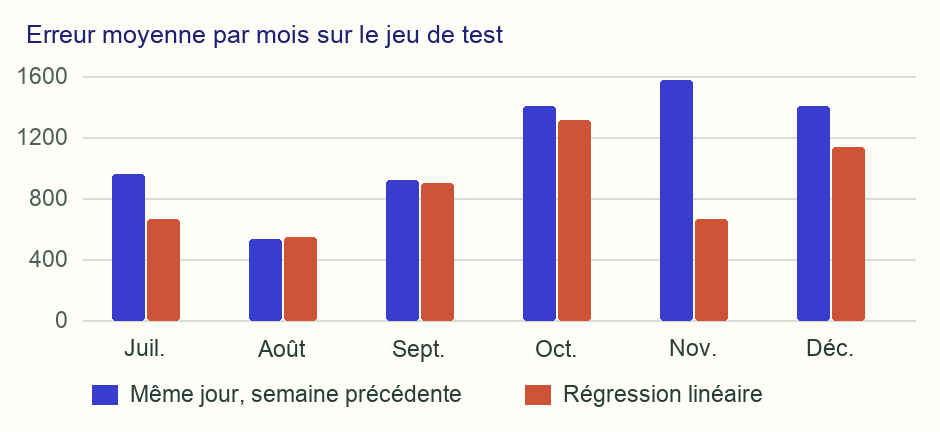 Erreur moyenne par mois sur le jeu de test
1600
1200
800
400
0
Juil. Août Sept. Oct. Nov. Déc.
Même jour, semaine précédente Régression linéaire